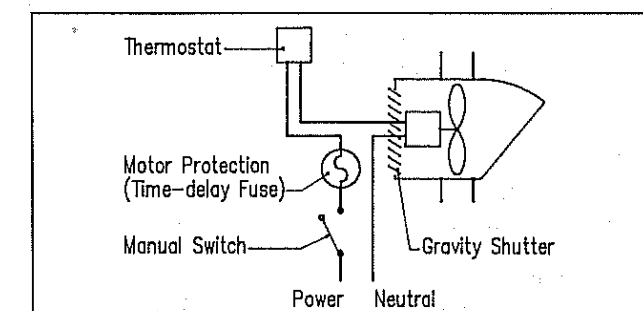 Thermostat
Motor Protection
(Time-delay Fuse)
Manual Switch
Gravity Shutter
Power Neutral